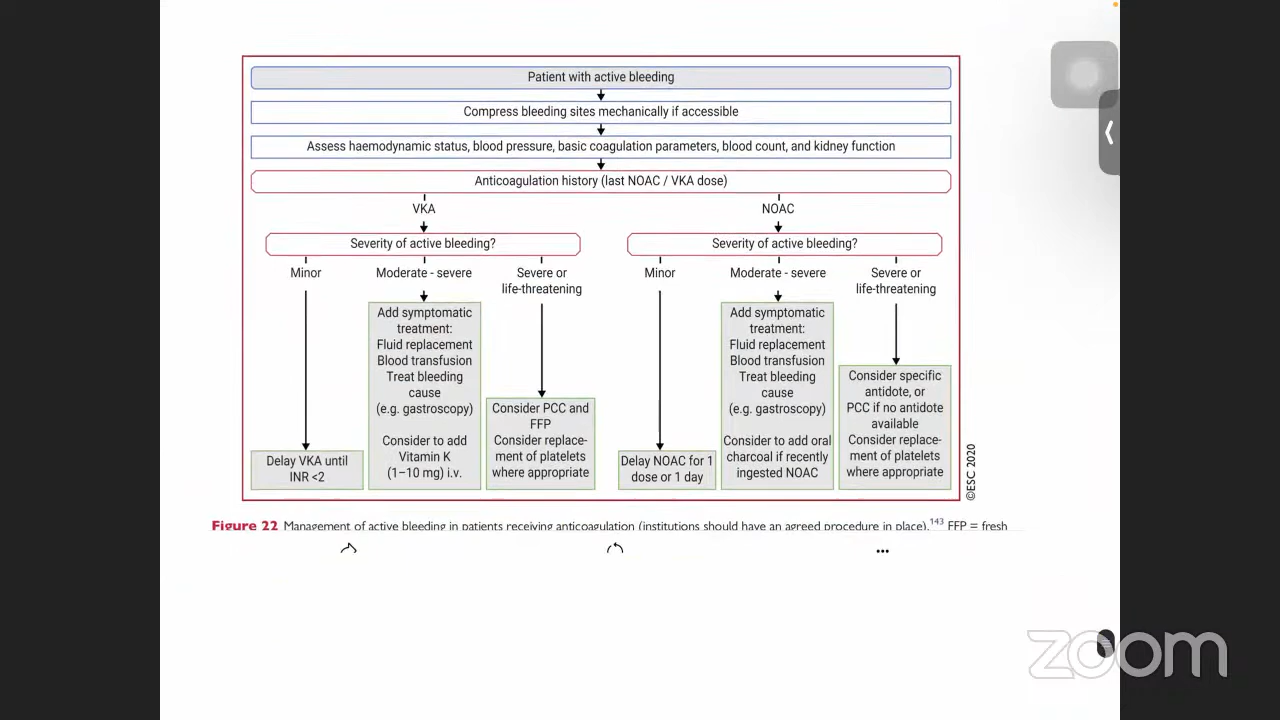 Patient with active bleeding
Compress bleeding sites mechanically if accessible
Assess haemodynamic status, blood pressure, basic coagulation parameters, blood count, and kidney function
Anticoagulation history (last NOAC / VKA dose)
VKA
Severity of active bleeding?
Minor
Moderate - severe
Severe or
life-threatening
Delay VKA until
INR <2
Add symptomatic
treatment:
Fluid replacement
Blood transfusion
Treat bleeding
cause
(e.g. gastroscopy)
Consider to add
Vitamin K
(1–10 mg) i.v.
Consider PCC and
FFP
Consider replace-
ment of platelets
where appropriate
NOAC
Severity of active bleeding?
Minor
Moderate - severe
Severe or
life-threatening
Delay NOAC for 1
dose or 1 day
Add symptomatic
treatment:
Fluid replacement
Blood transfusion
Treat bleeding
cause
(e.g. gastroscopy)
Consider to add oral
charcoal if recently
ingested NOAC
Consider specific
antidote, or
PCC if no antidote
available
Consider replace-
ment of platelets
where appropriate
©ESC 2020
Figure 22 Management of active bleeding in patients receiving anticoagulation (institutions should have an agreed procedure in place).143 FFP = fresh
zoom